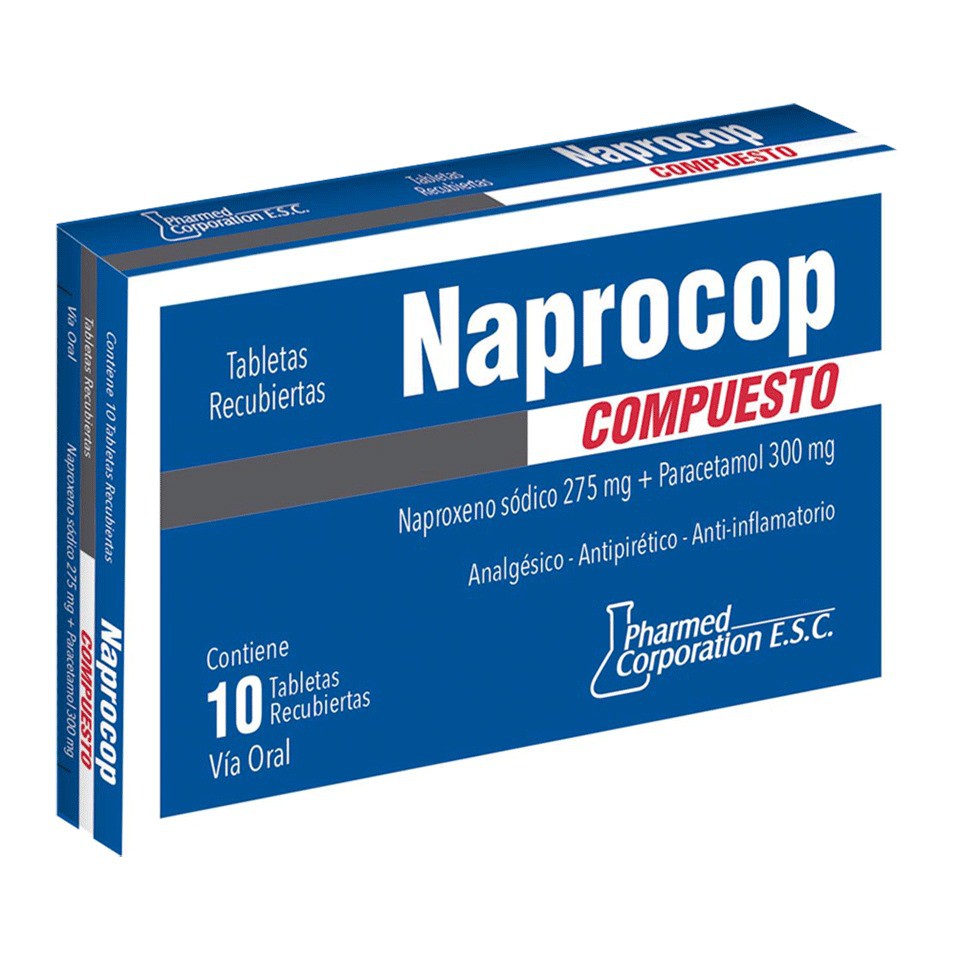 Pharmed
Corporation E.S.C.
Tabletas
Recubiertas
Naprocop
COMPUESTO
Tabletas
Recubiertas
Naprocop
COMPUESTO
Naproxeno sódico 275 mg + Paracetamol 300 mg
Analgésico - Antipirético - Anti-inflamatorio
Pharmed
Corporation E.S.C.
Contiene
10 Tabletas
Recubiertas
Vía Oral
Contiene 10 Tabletas Recubiertas
Naprocop
Tabletas Recubiertas
COMPUESTO
Vía Oral
Naproxeno sódico 275 mg + Paracetamol 300 mg